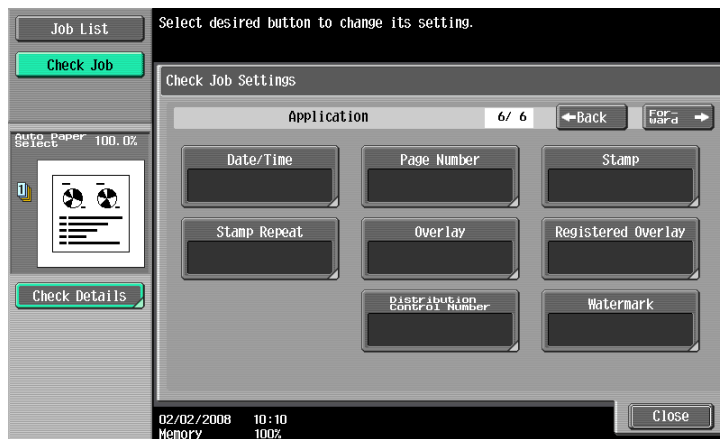 Job List
Select desired button to change its setting.
Check Job
Check Job Settings
Application 6/ 6 ←Back For-
ward →
Auto Paper
Select 100.0%
Date/Time Page Number Stamp
1
Stamp Repeat Overlay Registered Overlay
Check Details
Distribution
Control Number Watermark
02/02/2008 10:10
Memory 100%
Close